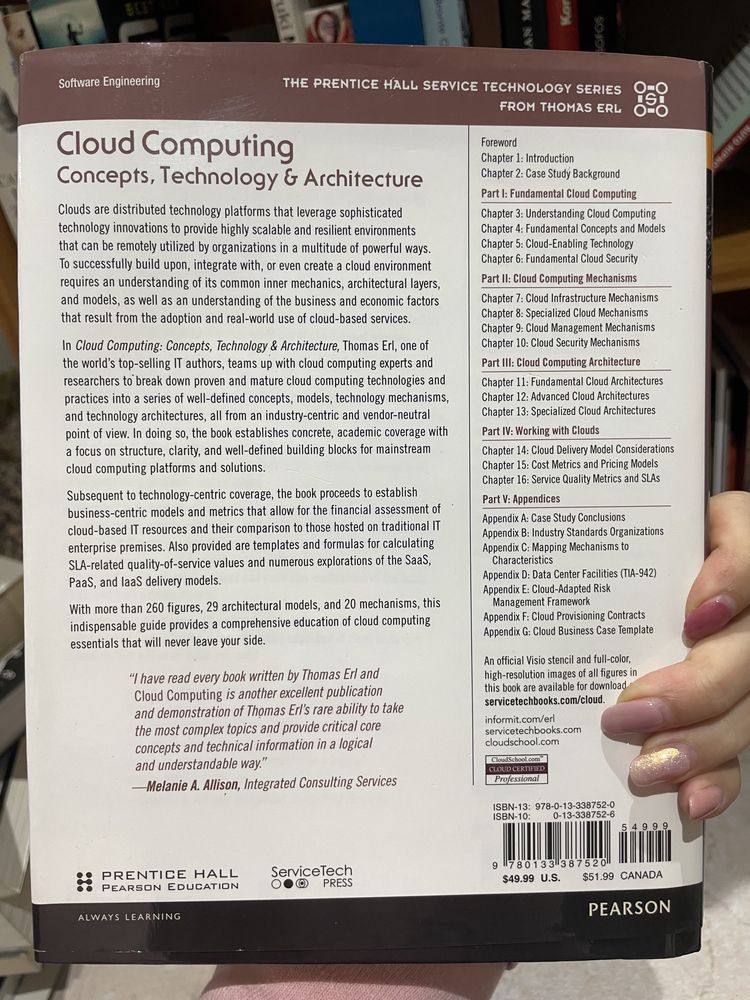 Software Engineering
THE PRENTICE HALL SERVICE TECHNOLOGY SERIES
FROM THOMAS ERL
Cloud Computing
Concepts, Technology & Architecture
Clouds are distributed technology platforms that leverage sophisticated
technology innovations to provide highly scalable and resilient environments
that can be remotely utilized by organizations in a multitude of powerful ways.
To successfully build upon, integrate with, or even create a cloud environment
requires an understanding of its common inner mechanics, architectural layers,
and models, as well as an understanding of the business and economic factors
that result from the adoption and real-world use of cloud-based services.
In Cloud Computing: Concepts, Technology & Architecture, Thomas Erl, one of
the world's top-selling IT authors, teams up with cloud computing experts and
researchers to break down proven and mature cloud computing technologies and
practices into a series of well-defined concepts, models, technology mechanisms,
and technology architectures, all from an industry-centric and vendor-neutral
point of view. In doing so, the book establishes concrete, academic coverage with
a focus on structure, clarity, and well-defined building blocks for mainstream
cloud computing platforms and solutions.
Subsequent to technology-centric coverage, the book proceeds to establish
business-centric models and metrics that allow for the financial assessment of
cloud-based IT resources and their comparison to those hosted on traditional IT
enterprise premises. Also provided are templates and formulas for calculating
SLA-related quality-of-service values and numerous explorations of the SaaS,
PaaS, and IaaS delivery models.
With more than 260 figures, 29 architectural models, and 20 mechanisms, this
indispensable guide provides a comprehensive education of cloud computing
essentials that will never leave your side.
"I have read every book written by Thomas Erl and
Cloud Computing is another excellent publication
and demonstration of Thomas Erl's rare ability to take
the most complex topics and provide critical core
concepts and technical information in a logical
and understandable way."
—Melanie A. Allison, Integrated Consulting Services
PRENTICE HALL
PEARSON EDUCATION
ServiceTech
PRESS
Foreword
Chapter 1: Introduction
Chapter 2: Case Study Background
Part I: Fundamental Cloud Computing
Chapter 3: Understanding Cloud Computing
Chapter 4: Fundamental Concepts and Models
Chapter 5: Cloud-Enabling Technology
Chapter 6: Fundamental Cloud Security
Part II: Cloud Computing Mechanisms
Chapter 7: Cloud Infrastructure Mechanisms
Chapter 8: Specialized Cloud Mechanisms
Chapter 9: Cloud Management Mechanisms
Chapter 10: Cloud Security Mechanisms
Part III: Cloud Computing Architecture
Chapter 11: Fundamental Cloud Architectures
Chapter 12: Advanced Cloud Architectures
Chapter 13: Specialized Cloud Architectures
Part IV: Working with Clouds
Chapter 14: Cloud Delivery Model Considerations
Chapter 15: Cost Metrics and Pricing Models
Chapter 16: Service Quality Metrics and SLAs
Part V: Appendices
Appendix A: Case Study Conclusions
Appendix B: Industry Standards Organizations
Appendix C: Mapping Mechanisms to
Characteristics
Appendix D: Data Center Facilities (TIA-942)
Appendix E: Cloud-Adapted Risk
Management Framework
Appendix F: Cloud Provisioning Contracts
Appendix G: Cloud Business Case Template
An official Visio stencil and full-color,
high-resolution images of all figures in
this book are available for download
servicetechbooks.com/cloud.
informit.com/erl
servicetechbooks.com
cloudschool.com
CloudSchool.com™
CLOUD CERTIFIED
Professional
ISBN-13: 978-0-13-338752-0
ISBN-10: 0-13-338752-6
5 4 9 9 9
9 780133 387520
$49.99 U.S. $51.99 CANADA
ALWAYS LEARNING
PEARSON